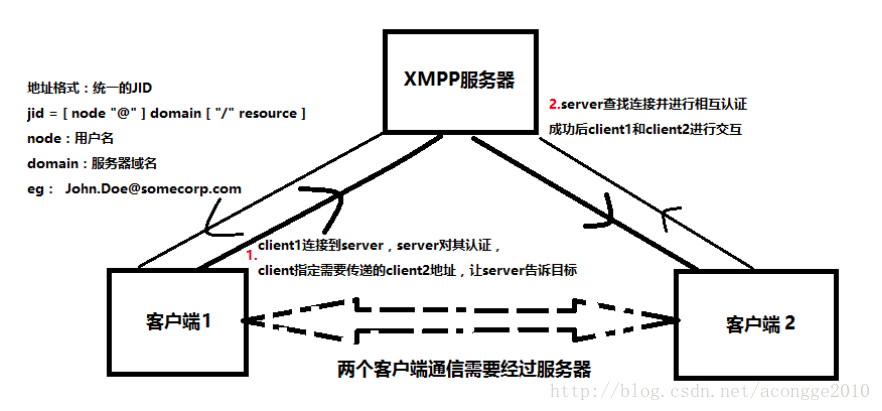 XMPP服务器
地址格式：统一的JID
jid = [ node "@" ] domain [ "/" resource ]
node：用户名
domain：服务器域名
eg： John.Doe@somecorp.com
2.server查找连接并进行相互认证
成功后client1和client2进行交互
1.
client1连接到server，server对其认证，
client指定需要传递的client2地址，让server告诉目标
客户端1
客户端 2
两个客户端通信需要经过服务器
http://blog.csdn.net/acongge2010